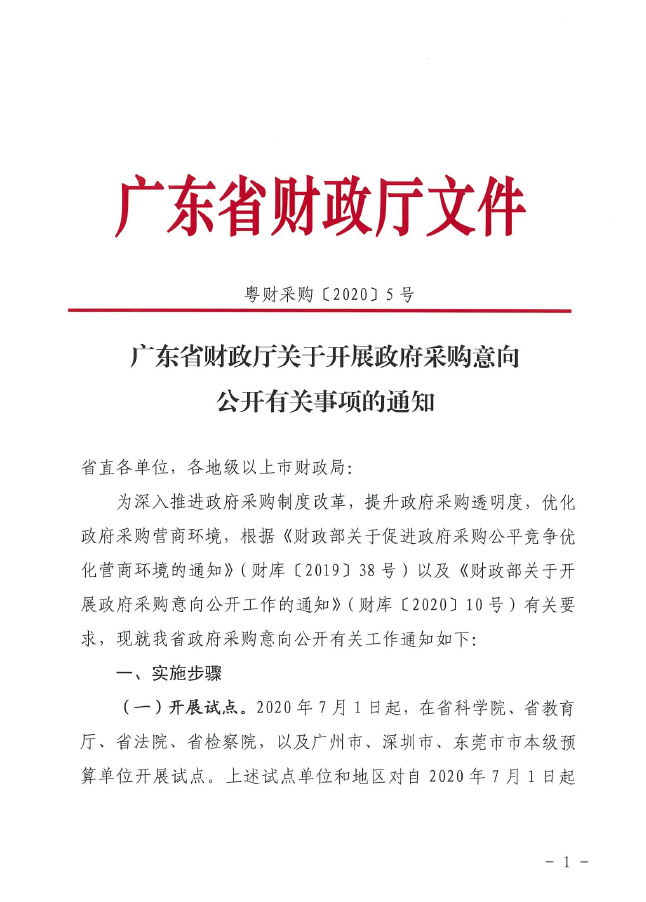 广东省财政厅文件
粤财采购〔2020〕5号
广东省财政厅关于开展政府采购意向
公开有关事项的通知
省直各单位，各地级以上市财政局：
为深入推进政府采购制度改革，提升政府采购透明度，优化
政府采购营商环境，根据《财政部关于促进政府采购公平竞争优
化营商环境的通知》（财库〔2019〕38号）以及《财政部关于开
展政府采购意向公开工作的通知》（财库〔2020〕10号）有关要
求，现就我省政府采购意向公开有关工作通知如下：
一、实施步骤
（一）开展试点。2020年7月1日起，在省科学院、省教育
厅、省法院、省检察院，以及广州市、深圳市、东莞市市本级预
算单位开展试点。上述试点单位和地区对自2020年7月1日起
- 1 -